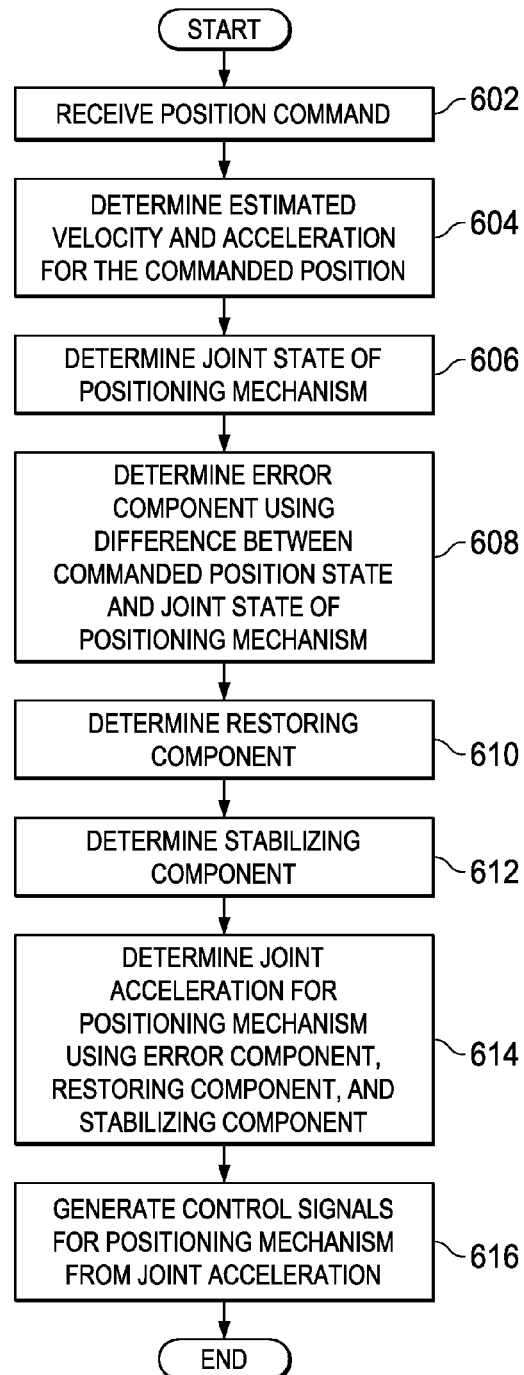 START
RECEIVE POSITION COMMAND
602
DETERMINE ESTIMATED
VELOCITY AND ACCELERATION
FOR THE COMMANDED POSITION
604
DETERMINE JOINT STATE OF
POSITIONING MECHANISM
606
DETERMINE ERROR
COMPONENT USING
DIFFERENCE BETWEEN
COMMANDED POSITION STATE
AND JOINT STATE OF
POSITIONING MECHANISM
608
DETERMINE RESTORING
COMPONENT
610
DETERMINE STABILIZING
COMPONENT
612
DETERMINE JOINT
ACCELERATION FOR
POSITIONING MECHANISM
USING ERROR COMPONENT,
RESTORING COMPONENT, AND
STABILIZING COMPONENT
614
GENERATE CONTROL SIGNALS
FOR POSITIONING MECHANISM
FROM JOINT ACCELERATION
616
END